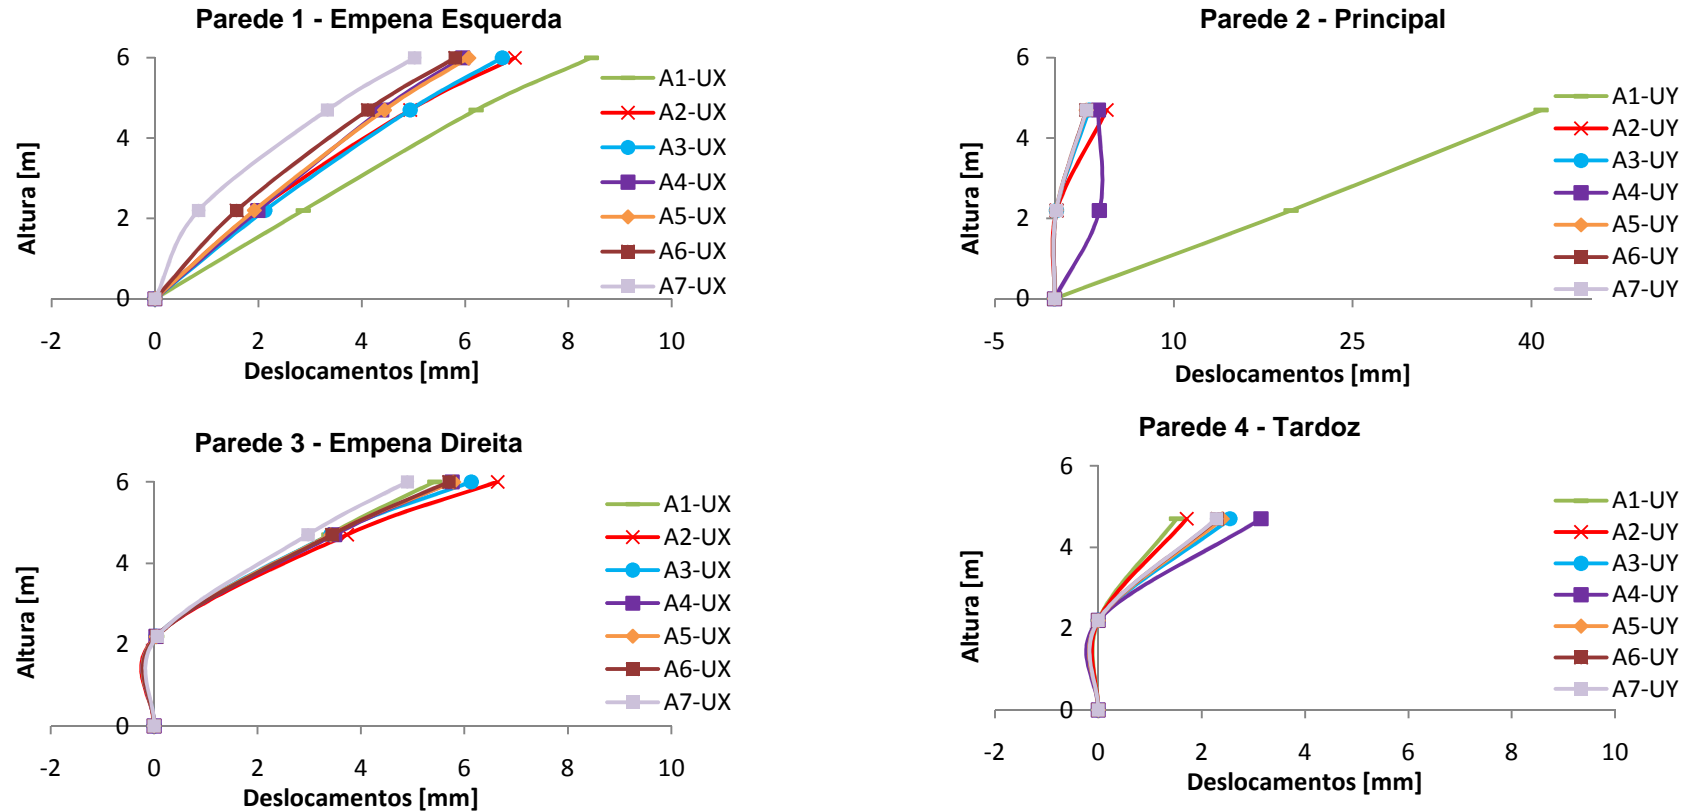 Parede 1 - Empena Esquerda
6
4
2
0
-2
0
2
4
6
8
10
Altura [m]
Deslocamentos [mm]
A1-UX
A2-UX
A3-UX
A4-UX
A5-UX
A6-UX
A7-UX
Parede 2 - Principal
6
4
2
0
-5
10
25
40
Altura [m]
Deslocamentos [mm]
A1-UY
A2-UY
A3-UY
A4-UY
A5-UY
A6-UY
A7-UY
Parede 3 - Empena Direita
6
4
2
0
-2
0
2
4
6
8
10
Altura [m]
Deslocamentos [mm]
A1-UX
A2-UX
A3-UX
A4-UX
A5-UX
A6-UX
A7-UX
Parede 4 - Tardoz
6
4
2
0
-2
0
2
4
6
8
10
Altura [m]
Deslocamentos [mm]
A1-UY
A2-UY
A3-UY
A4-UY
A5-UY
A6-UY
A7-UY